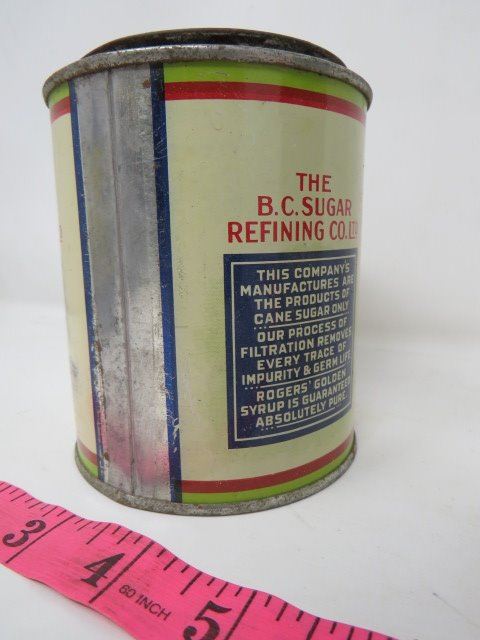 THE
B.C. SUGAR
REFINING CO. LTD
THIS COMPANY'S
MANUFACTURES ARE
THE PRODUCTS OF
CANE SUGAR ONLY
OUR PROCESS OF
FILTRATION REMOVES
EVERY TRACE OF
IMPURITY & GERM LIFE
ROGERS' GOLDEN
SYRUP IS GUARANTEED
ABSOLUTELY PURE
3
4
60 INCH
5